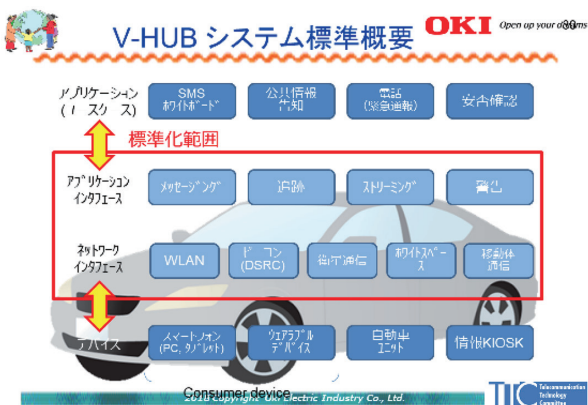 V-HUB システム標準概要
OKI Open up your dreams
80
アプリケーション
SMS
ホワイトボード
公共情報
告知
電話
(緊急通報)
安否確認
標準化範囲
アプリケーション
インタフェース
メッセージング
追跡
ストリーミング
警告
ネットワーク
インタフェース
WLAN
ビーコン
(DSRC)
衛星通信
ホワイトスペー
ス
移動体
通信
デバイス
スマートフォン
(PC, タブレット)
ウェアラブル
デバイス
自動車
ユニット
情報KIOSK
Consumer device
2018 Copyright Oki Electric Industry Co., Ltd.
TTC
Telecommunication
Technology
Committee